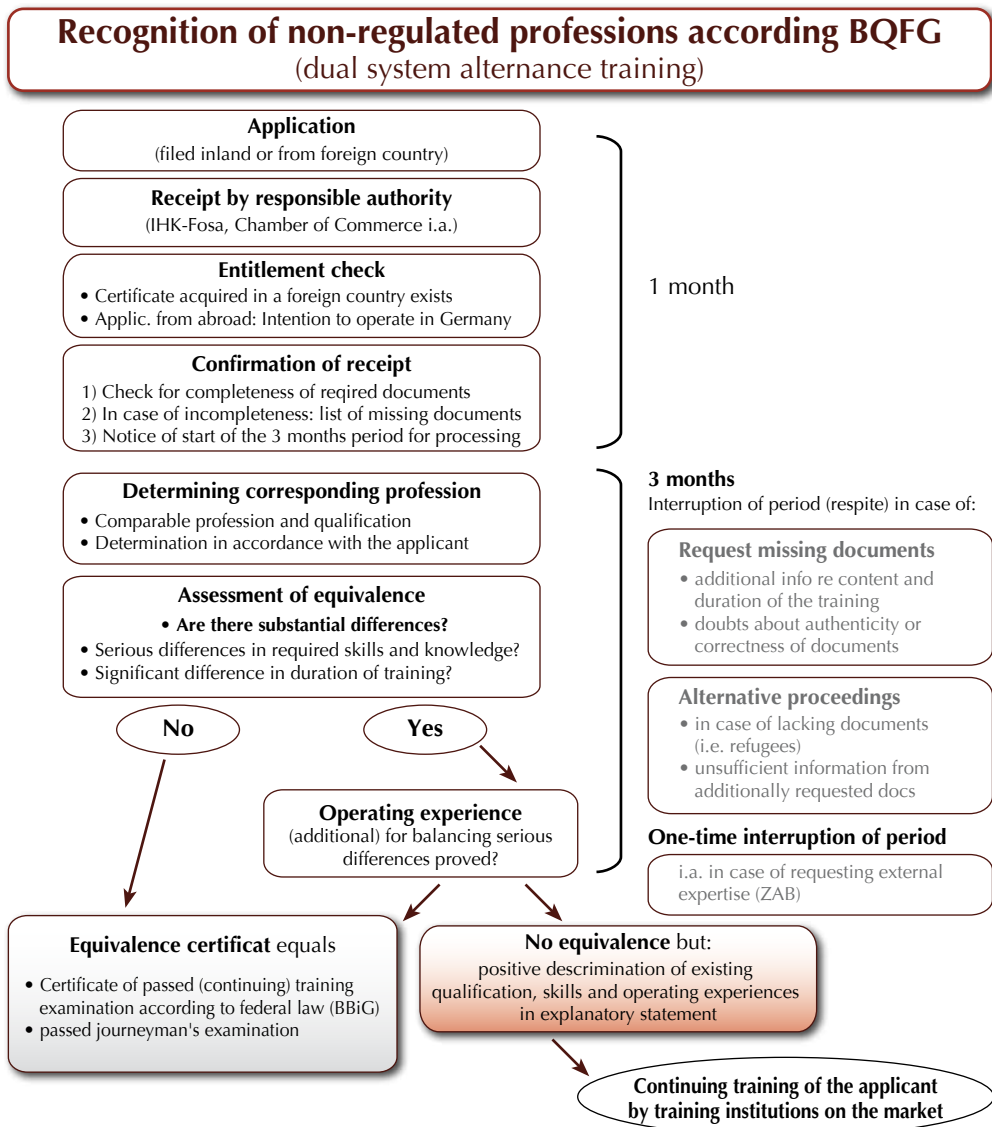 Recognition of non-regulated professions according BQFG
(dual system alternance training)
Application
(filed inland or from foreign country)
Receipt by responsible authority
(IHK-Fosa, Chamber of Commerce i.a.)
Entitlement check
• Certificate acquired in a foreign country exists
• Applic. from abroad: Intention to operate in Germany
Confirmation of receipt
1) Check for completeness of reqired documents
2) In case of incompleteness: list of missing documents
3) Notice of start of the 3 months period for processing
1 month
Determining corresponding profession
• Comparable profession and qualification
• Determination in accordance with the applicant
Assessment of equivalence
• Are there substantial differences?
• Serious differences in required skills and knowledge?
• Significant difference in duration of training?
No
Yes
Operating experience
(additional) for balancing serious
differences proved?
3 months
Interruption of period (respite) in case of:
Request missing documents
• additional info re content and
duration of the training
• doubts about authenticity or
correctness of documents
Alternative proceedings
• in case of lacking documents
(i.e. refugees)
• unsufficient information from
additionally requested docs
One-time interruption of period
i.a. in case of requesting external
expertise (ZAB)
Equivalence certificat equals
• Certificate of passed (continuing) training
examination according to federal law (BBiG)
• passed journeyman's examination
No equivalence but:
positive descrimination of existing
qualification, skills and operating experiences
in explanatory statement
Continuing training of the applicant
by training institutions on the market